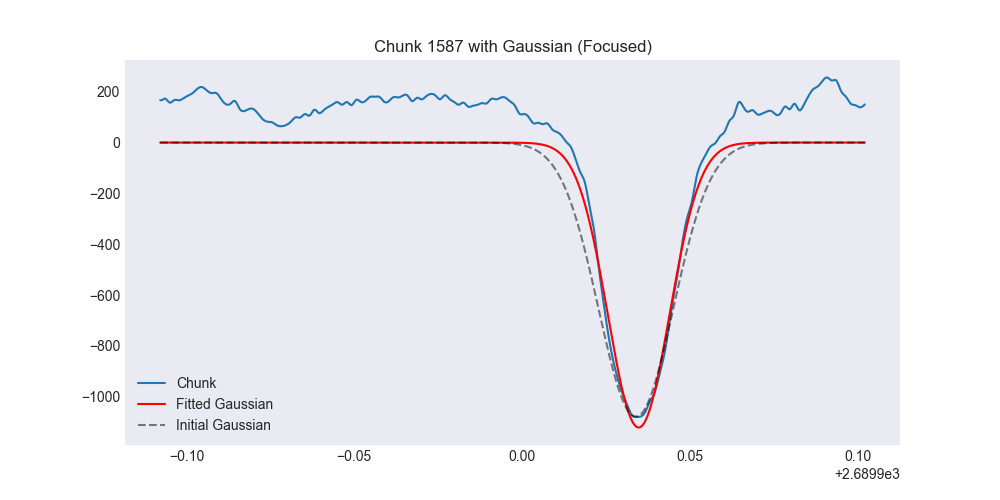 Chunk 1587 with Gaussian (Focused)
200
0
−200
−400
−600
−800
−1000
Chunk
Fitted Gaussian
Initial Gaussian
−0.10 −0.05 0.00 0.05 0.10
+2.6899e3